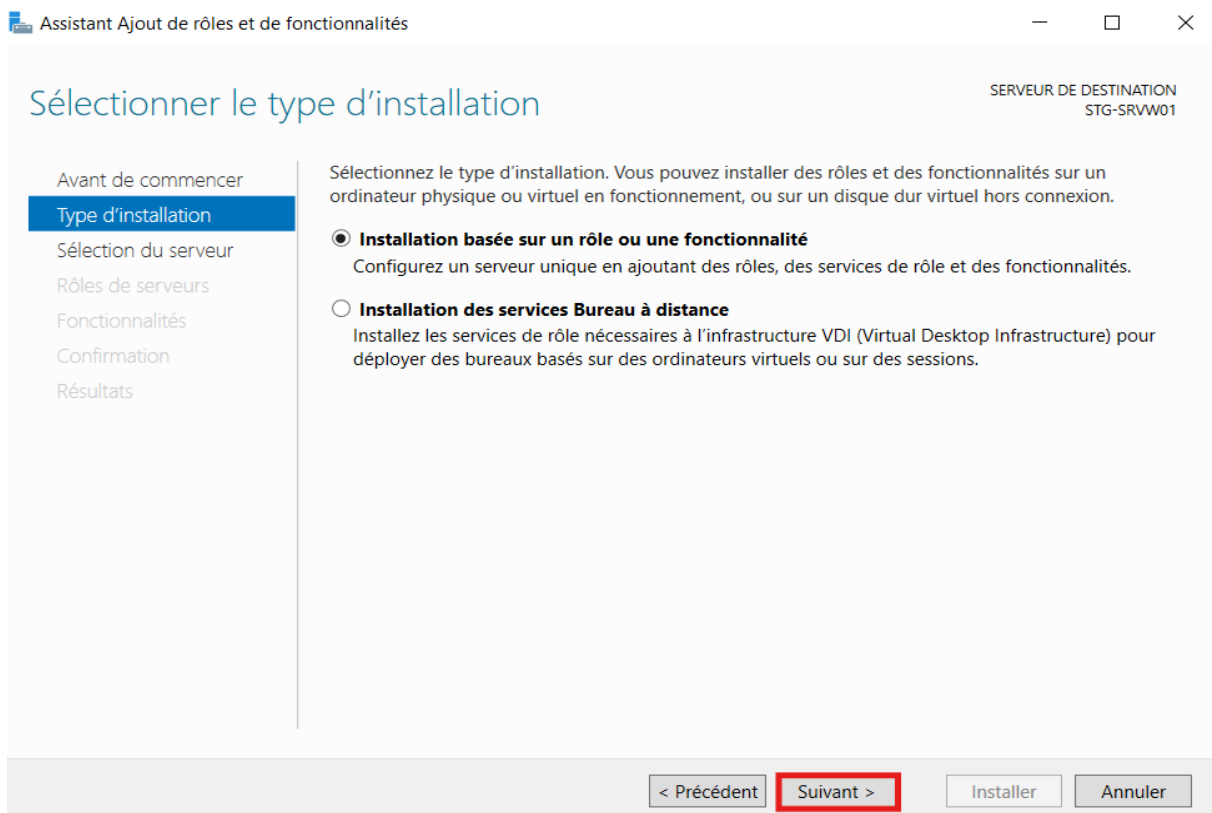 Assistant Ajout de rôles et de fonctionnalités
Sélectionner le type d’installation
SERVEUR DE DESTINATION
STG-SRVW01
Avant de commencer
Type d’installation
Sélection du serveur
Rôles de serveurs
Fonctionnalités
Confirmation
Résultats
Sélectionnez le type d’installation. Vous pouvez installer des rôles et des fonctionnalités sur un
ordinateur physique ou virtuel en fonctionnement, ou sur un disque dur virtuel hors connexion.
Installation basée sur un rôle ou une fonctionnalité
Configurez un serveur unique en ajoutant des rôles, des services de rôle et des fonctionnalités.
Installation des services Bureau à distance
Installez les services de rôle nécessaires à l’infrastructure VDI (Virtual Desktop Infrastructure) pour
déployer des bureaux basés sur des ordinateurs virtuels ou sur des sessions.
< Précédent
Suivant >
Installer
Annuler